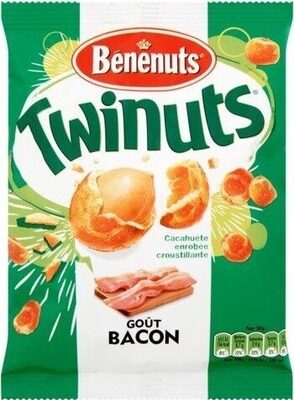 Bénénuts
Twinuts
Cacahuète
enrobée
croustillante
GOÛT
BACON